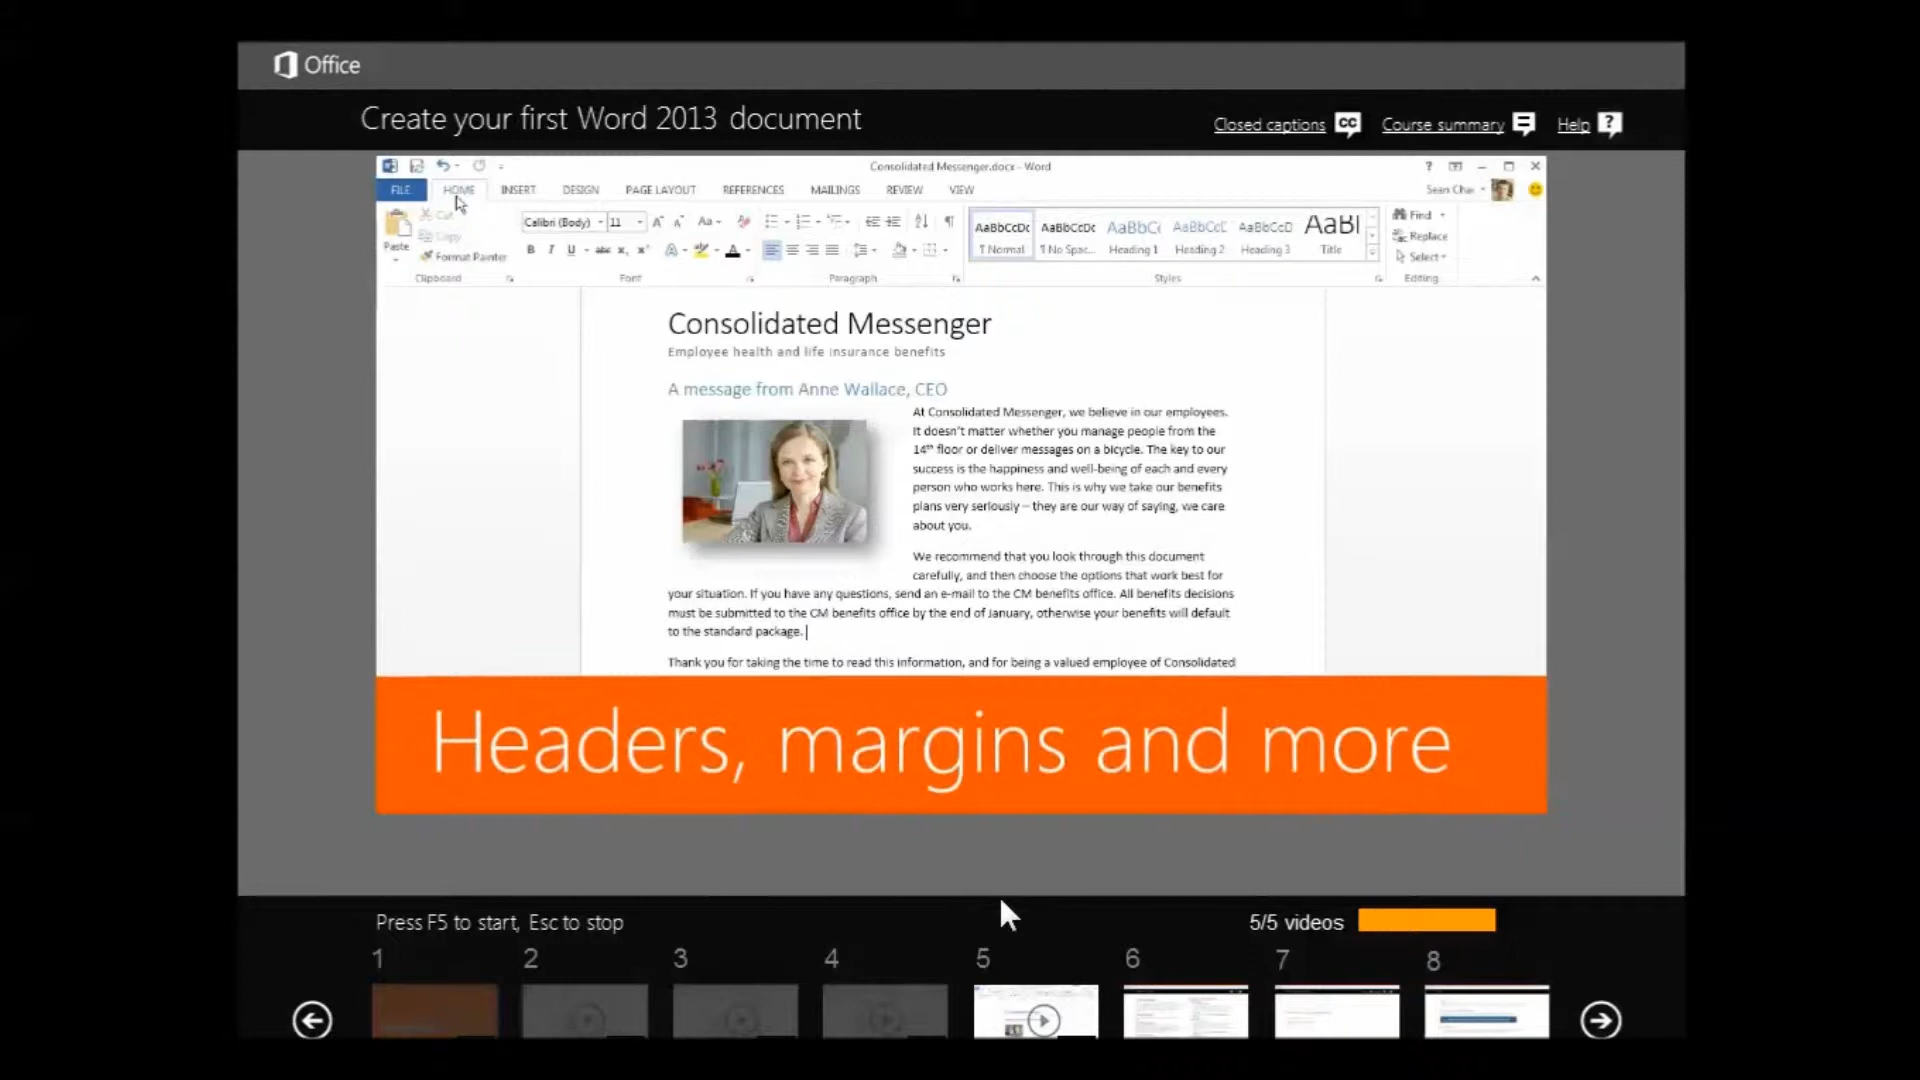 Office
Create your first Word 2013 document
Closed captions CC Course summary Help ?
Consolidated Messenger.docx - Word
FILE HOME INSERT DESIGN PAGE LAYOUT REFERENCES MAILINGS REVIEW VIEW
Sean Chai
Paste
Cut
Copy
Format Painter
Clipboard
Calibri (Body) 11
Font
Paragraph
AaBbCcDc AaBbCcDc AaBbC AaBbCcC AaBbCcD AaBI
¶ Normal ¶ No Spac... Heading 1 Heading 2 Heading 3 Title
Styles
Find
Replace
Select
Editing
Consolidated Messenger
Employee health and life insurance benefits
A message from Anne Wallace, CEO
At Consolidated Messenger, we believe in our employees.
It doesn't matter whether you manage people from the
14th floor or deliver messages on a bicycle. The key to our
success is the happiness and well-being of each and every
person who works here. This is why we take our benefits
plans very seriously – they are our way of saying, we care
about you.
We recommend that you look through this document
carefully, and then choose the options that work best for
your situation. If you have any questions, send an e-mail to the CM benefits office. All benefits decisions
must be submitted to the CM benefits office by the end of January, otherwise your benefits will default
to the standard package.
Thank you for taking the time to read this information, and for being a valued employee of Consolidated
Headers, margins and more
Press F5 to start, Esc to stop
5/5 videos
1 2 3 4 5 6 7 8